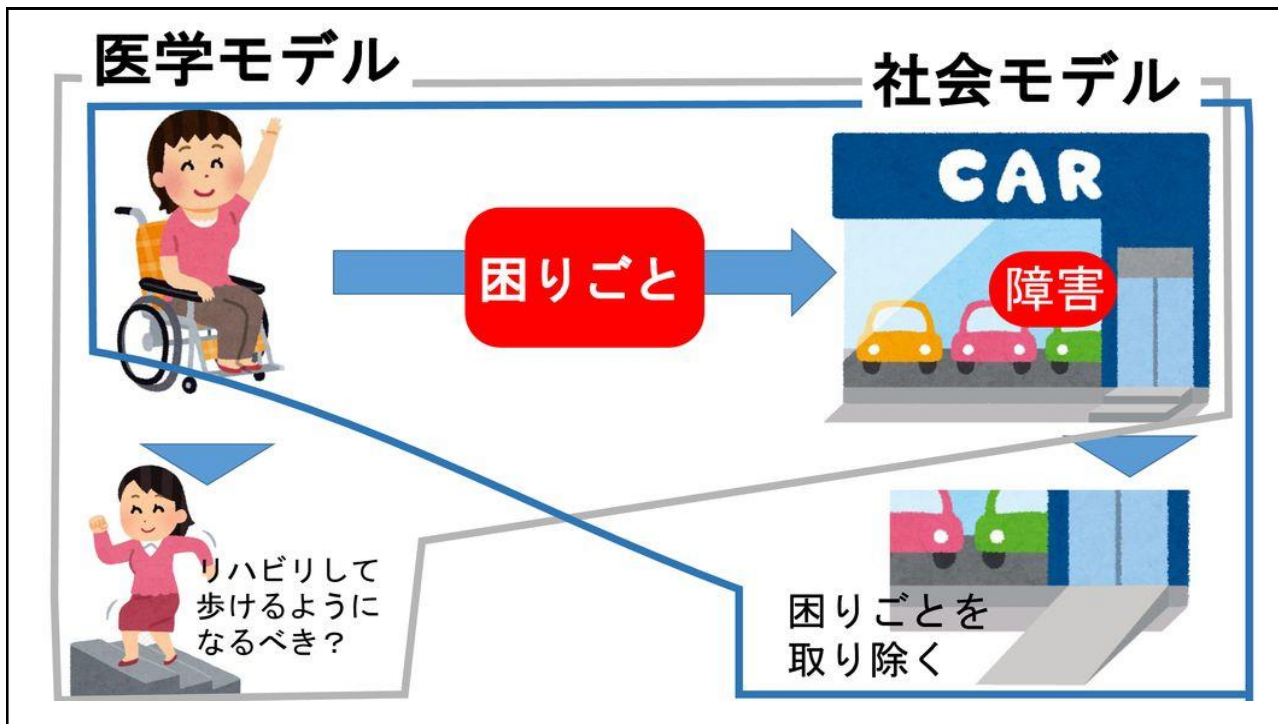 医学モデル
社会モデル
CAR
困りごと
障害
リハビリして
歩けるように
なるべき？
困りごとを
取り除く